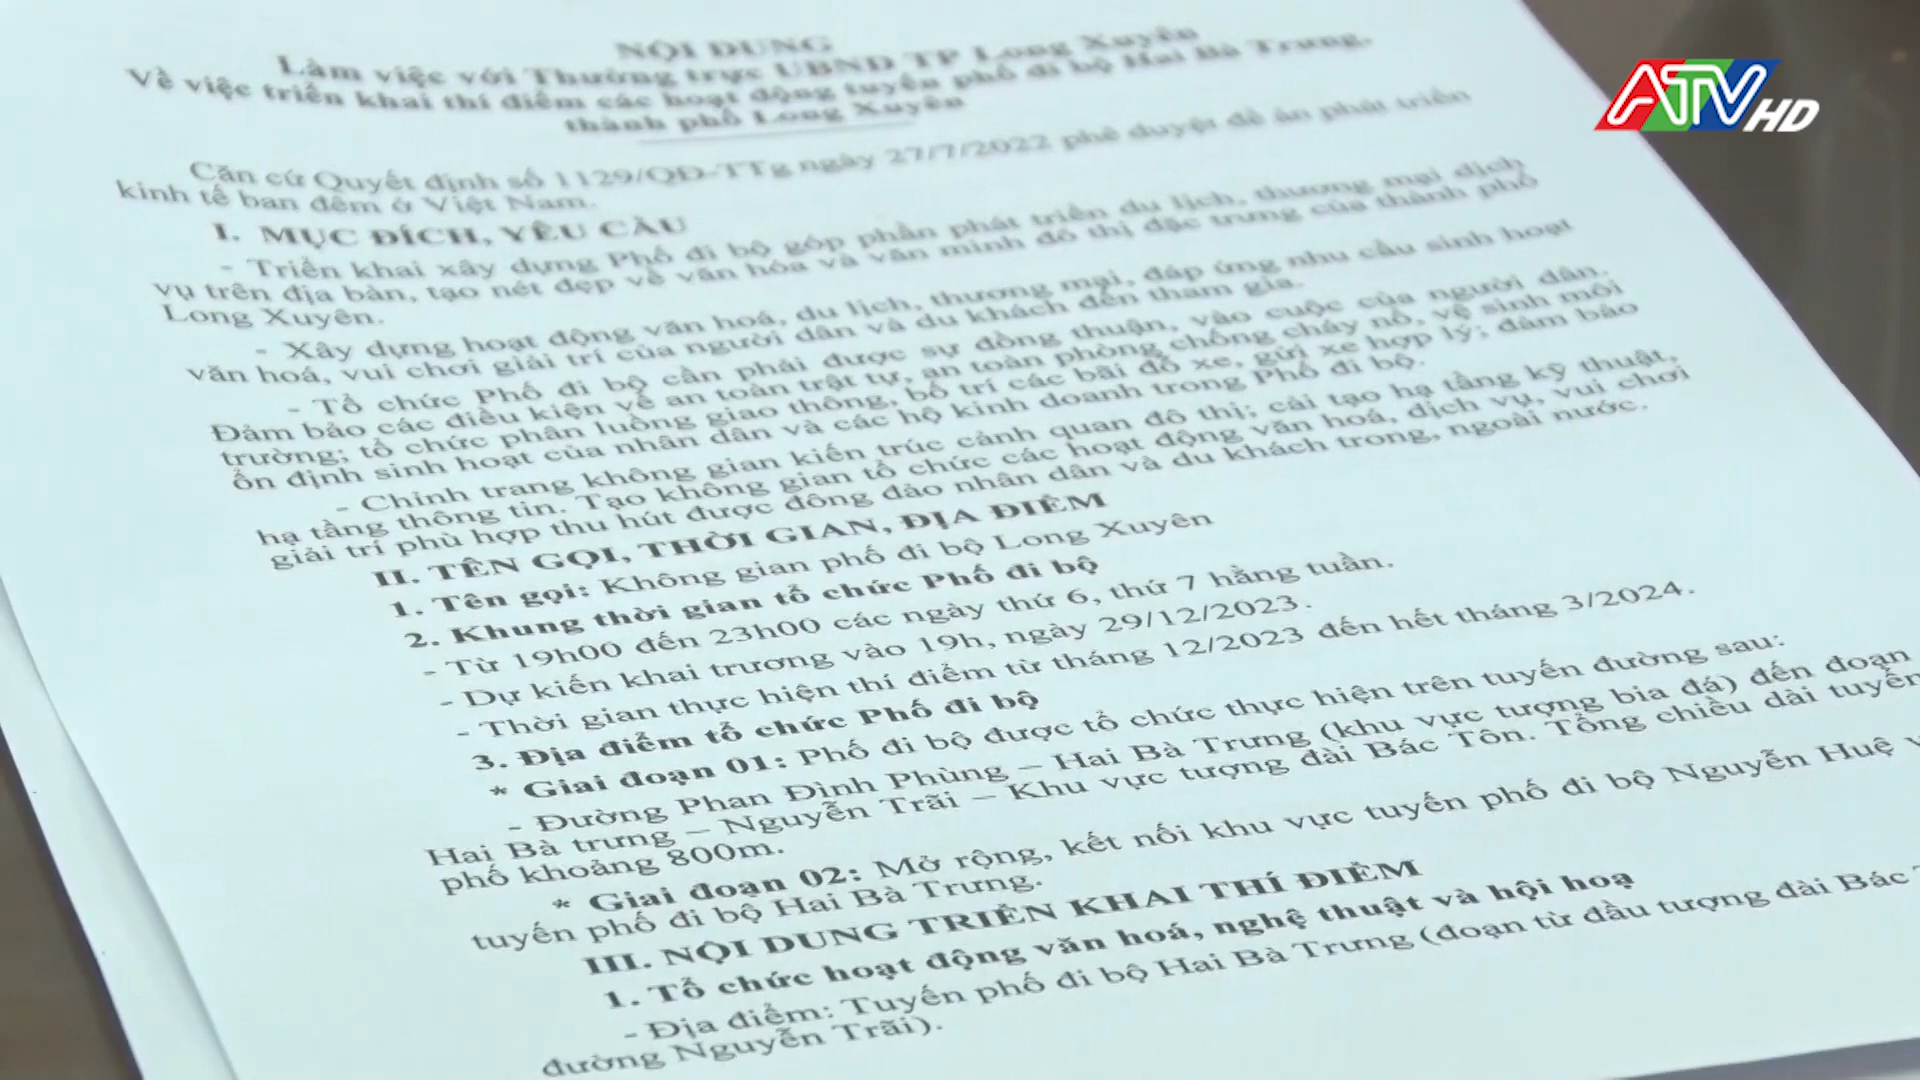 ATV HD
NỘI DUNG
Làm việc với Thường trực UBND TP Long Xuyên
Về việc triển khai thí điểm các hoạt động tuyến phố đi bộ Hai Bà Trưng,
thành phố Long Xuyên
Căn cứ Quyết định số 1129/QĐ-TTg ngày 27/7/2022 phê duyệt đề án phát triển
kinh tế ban đêm ở Việt Nam.
I. MỤC ĐÍCH, YÊU CẦU
- Triển khai xây dựng Phố đi bộ góp phần phát triển du lịch, thương mại dịch
vụ trên địa bàn, tạo nét đẹp về văn hóa và văn minh đô thị đặc trưng của thành phố
Long Xuyên.
- Xây dựng hoạt động văn hoá, du lịch, thương mại, đáp ứng nhu cầu sinh hoạt
văn hoá, vui chơi giải trí của người dân và du khách đến tham gia.
- Tổ chức Phố đi bộ cần phải được sự đồng thuận, vào cuộc của người dân.
Đảm bảo các điều kiện về an toàn trật tự, an toàn phòng chống cháy nổ, vệ sinh môi
trường; tổ chức phân luồng giao thông, bố trí các bãi đỗ xe, gửi xe hợp lý; đảm bảo
ổn định sinh hoạt của nhân dân và các hộ kinh doanh trong Phố đi bộ.
- Chỉnh trang không gian kiến trúc cảnh quan đô thị; cải tạo hạ tầng kỹ thuật,
hạ tầng thông tin. Tạo không gian tổ chức các hoạt động văn hoá, dịch vụ, vui chơi
giải trí phù hợp thu hút được đông đảo nhân dân và du khách trong, ngoài nước.
II. TÊN GỌI, THỜI GIAN, ĐỊA ĐIỂM
1. Tên gọi: Không gian phố đi bộ Long Xuyên
2. Khung thời gian tổ chức Phố đi bộ
- Từ 19h00 đến 23h00 các ngày thứ 6, thứ 7 hằng tuần.
- Dự kiến khai trương vào 19h, ngày 29/12/2023.
- Thời gian thực hiện thí điểm từ tháng 12/2023 đến hết tháng 3/2024.
3. Địa điểm tổ chức Phố đi bộ
* Giai đoạn 01: Phố đi bộ được tổ chức thực hiện trên tuyến đường sau:
- Đường Phan Đình Phùng – Hai Bà Trưng (khu vực tượng bia đá) đến đoạn
Hai Bà trưng – Nguyễn Trãi – Khu vực tượng đài Bác Tôn. Tổng chiều dài tuyến
phố khoảng 800m.
* Giai đoạn 02: Mở rộng, kết nối khu vực tuyến phố đi bộ Nguyễn Huệ
tuyến phố đi bộ Hai Bà Trưng.
III. NỘI DUNG TRIỂN KHAI THÍ ĐIỂM
1. Tổ chức hoạt động văn hoá, nghệ thuật và hội hoạ
- Địa điểm: Tuyến phố đi bộ Hai Bà Trưng (đoạn từ đầu tượng đài Bác
đường Nguyễn Trãi).